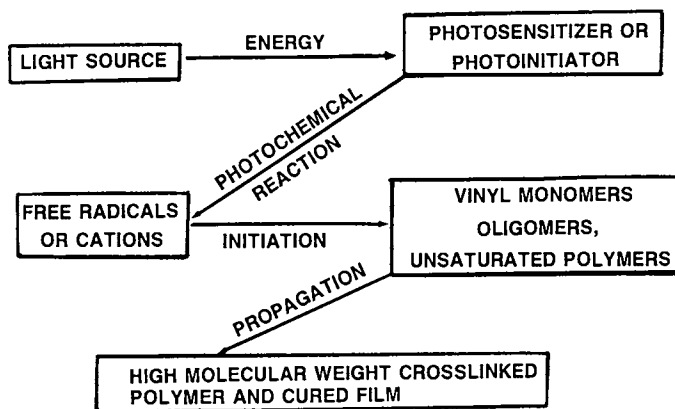 LIGHT SOURCE
ENERGY
PHOTOSENSITIZER OR
PHOTOINITIATOR
PHOTOCHEMICAL
REACTION
FREE RADICALS
OR CATIONS
INITIATION
VINYL MONOMERS
OLIGOMERS,
UNSATURATED POLYMERS
PROPAGATION
HIGH MOLECULAR WEIGHT CROSSLINKED
POLYMER AND CURED FILM